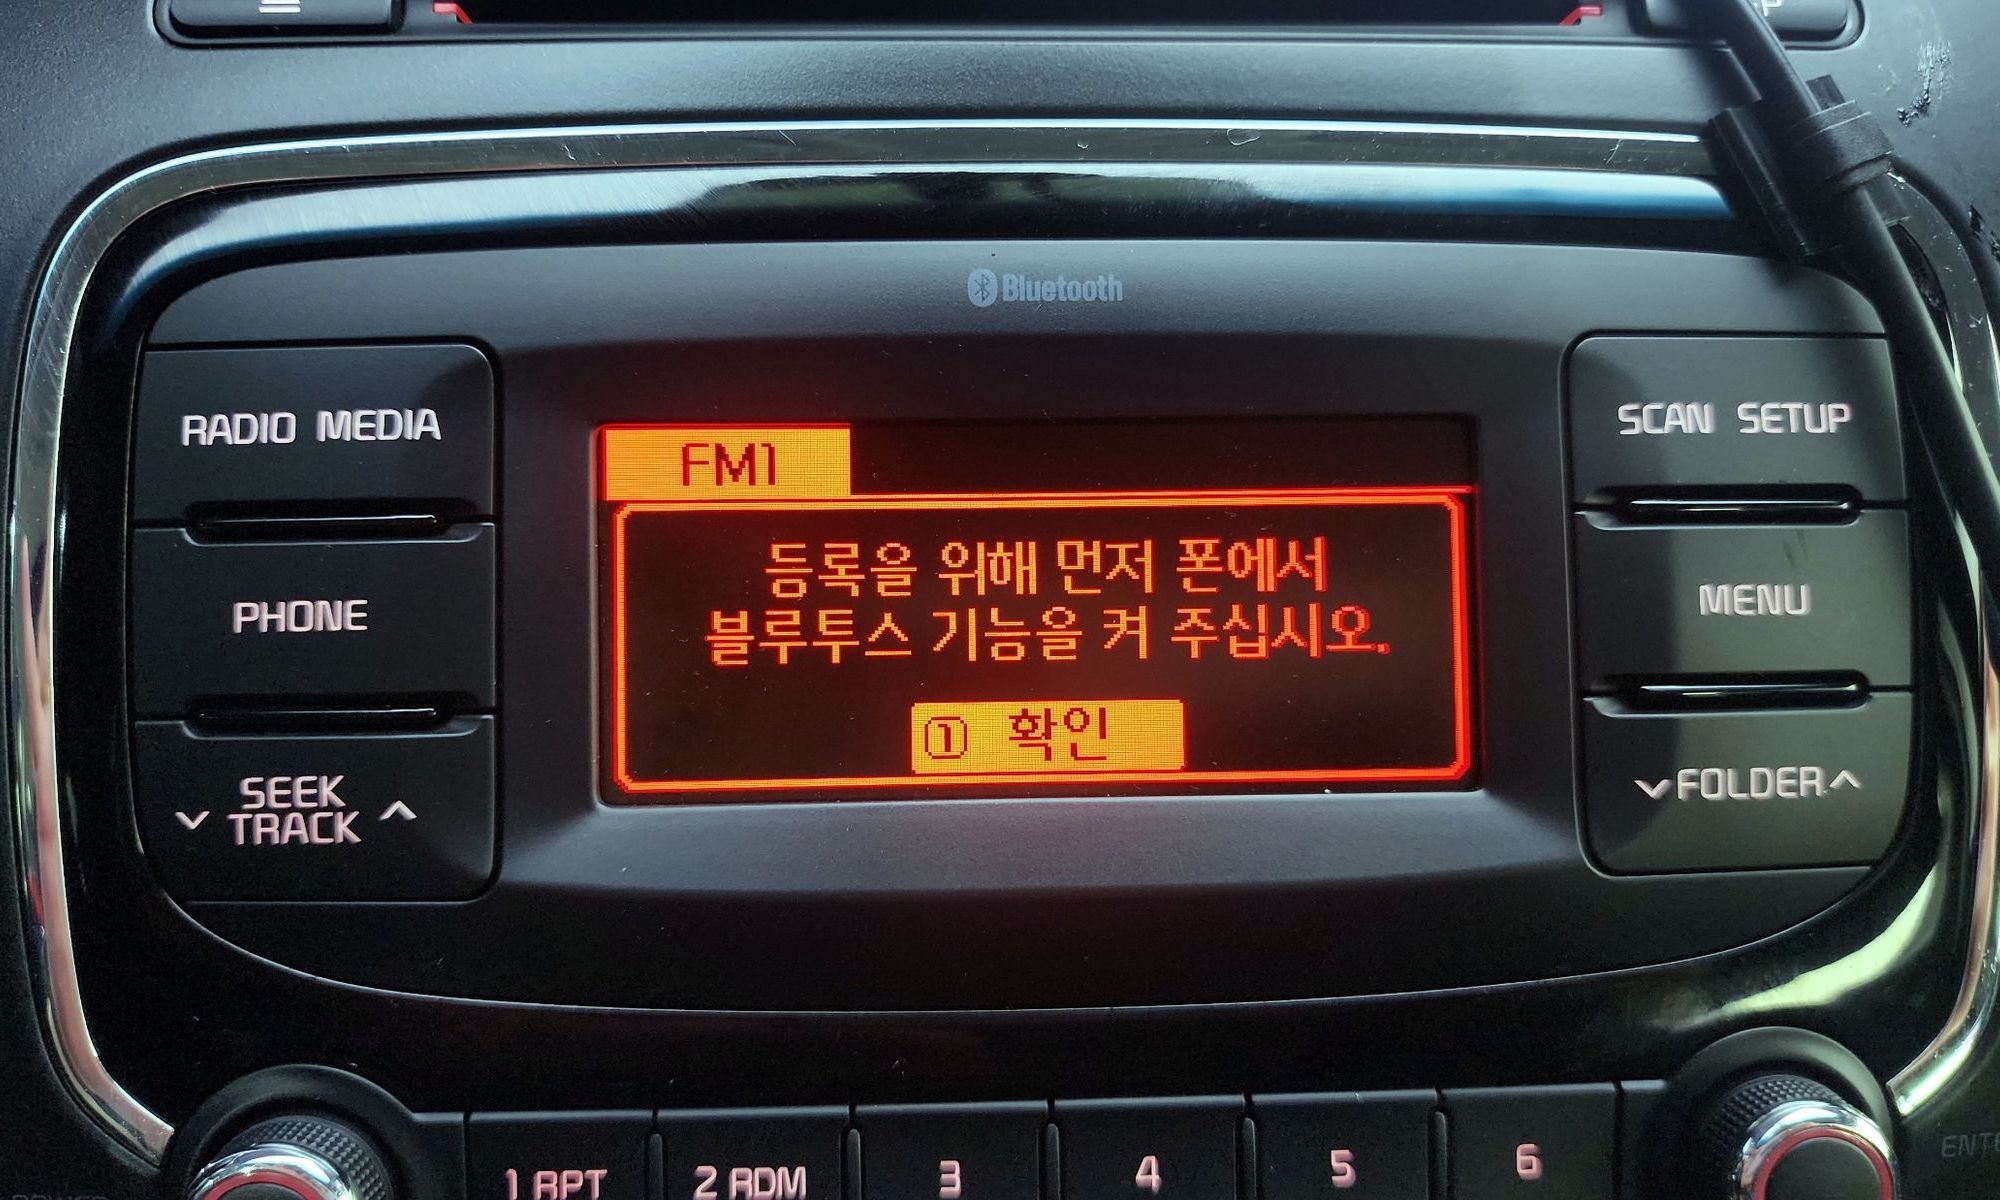 Bluetooth
RADIO MEDIA
SCAN SETUP
FM1
등록을 위해 먼저 폰에서
블루투스 기능을 켜 주십시오.
① 확인
PHONE
MENU
SEEK
TRACK
FOLDER
1 RPT
2 RDM
3
4
5
6